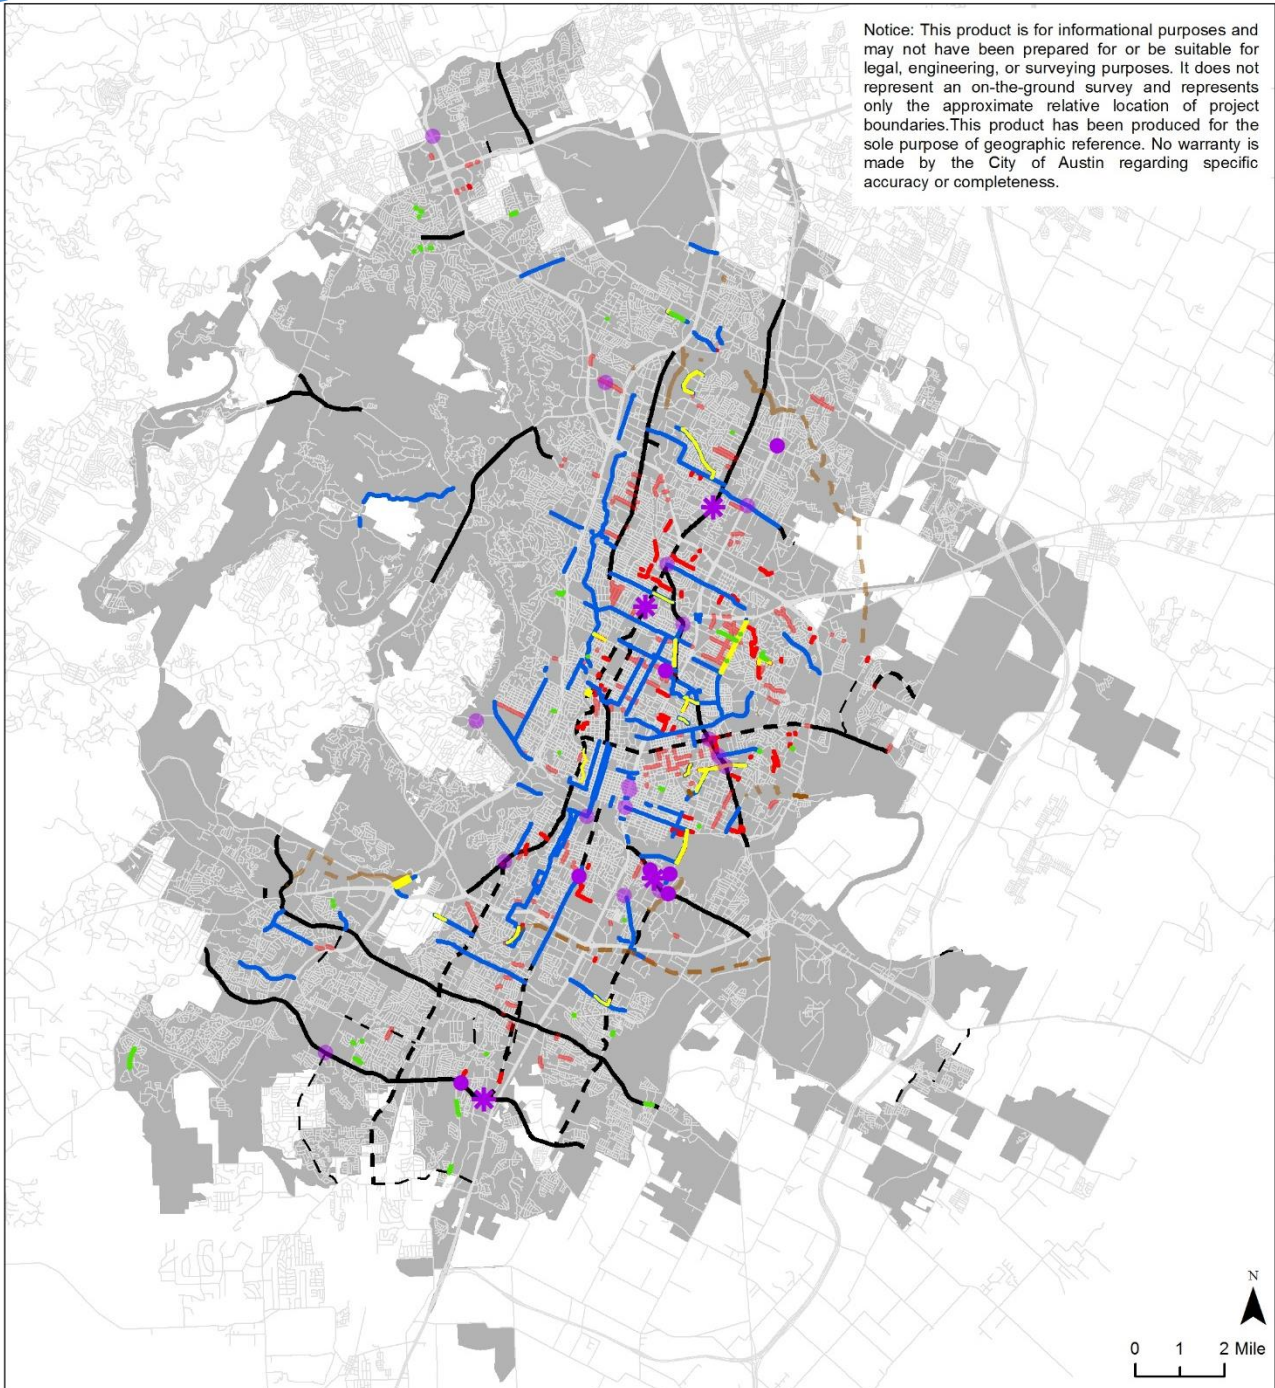 Notice: This product is for informational purposes and
may not have been prepared for or be suitable for
legal, engineering, or surveying purposes. It does not
represent an on-the-ground survey and represents
only the approximate relative location of project
boundaries.This product has been produced for the
sole purpose of geographic reference. No warranty is
made by the City of Austin regarding specific
accuracy or completeness.
N
0 1 2 Mile